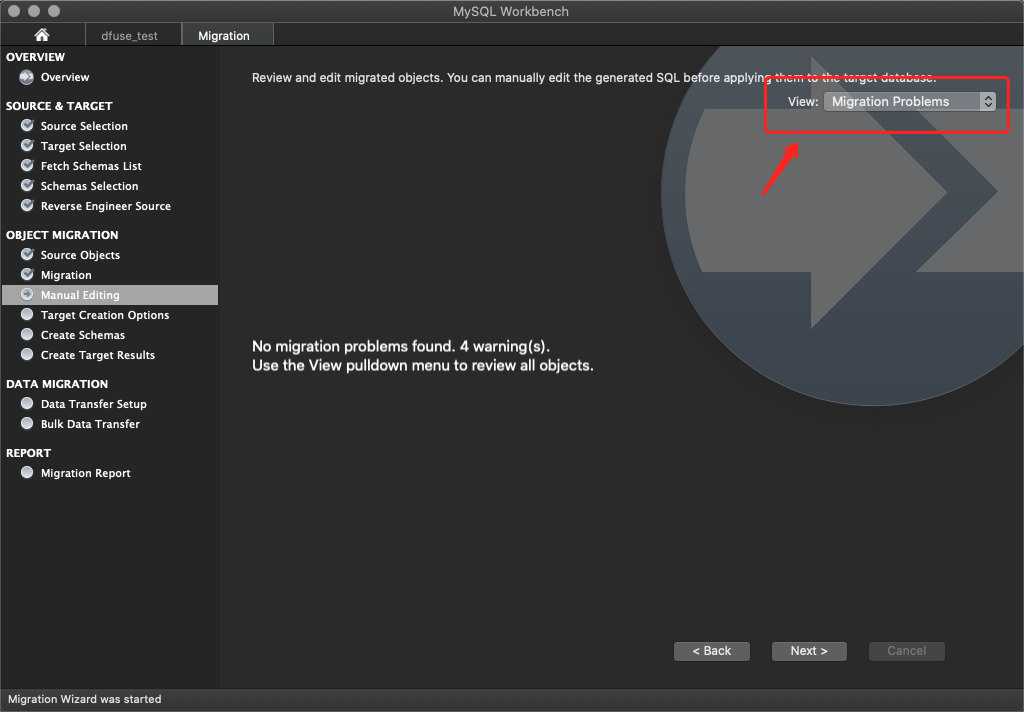 MySQL Workbench
dfuse_test
Migration
OVERVIEW
Overview
SOURCE & TARGET
Source Selection
Target Selection
Fetch Schemas List
Schemas Selection
Reverse Engineer Source
OBJECT MIGRATION
Source Objects
Migration
Manual Editing
Target Creation Options
Create Schemas
Create Target Results
DATA MIGRATION
Data Transfer Setup
Bulk Data Transfer
REPORT
Migration Report
Review and edit migrated objects. You can manually edit the generated SQL before applying them to the target database.
View: Migration Problems
No migration problems found. 4 warning(s).
Use the View pulldown menu to review all objects.
< Back
Next >
Cancel
Migration Wizard was started